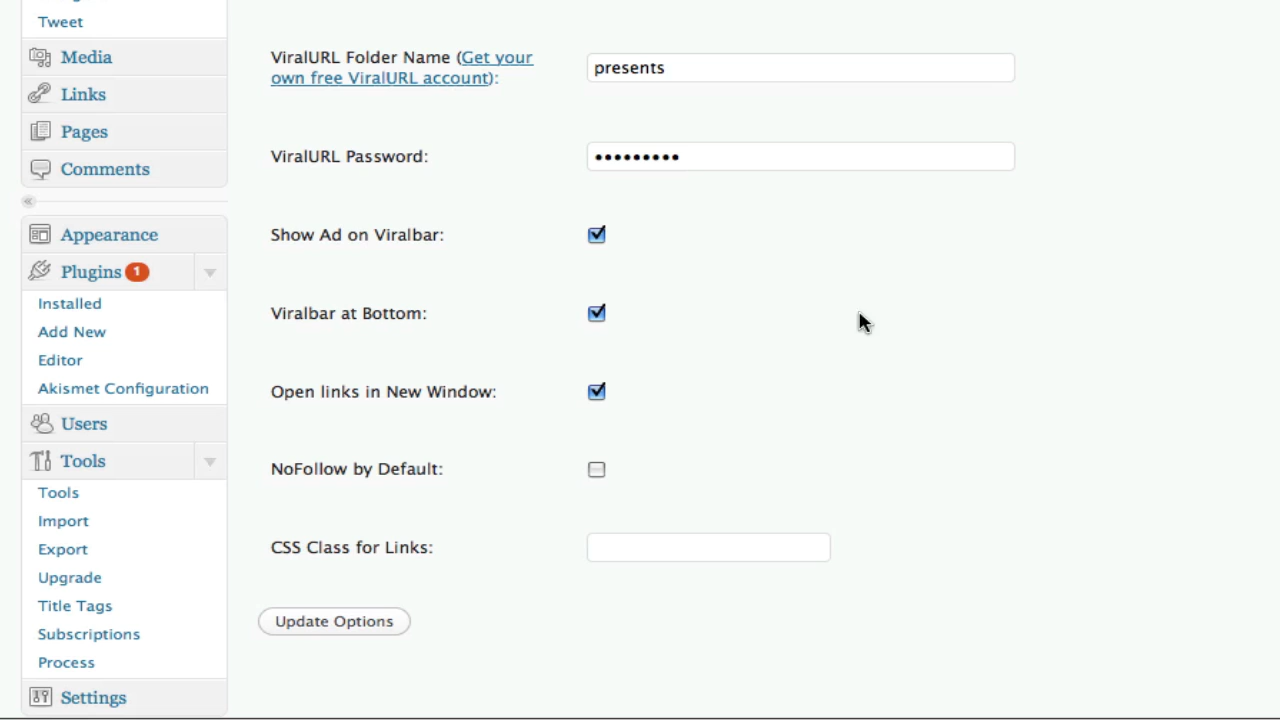 Tweet
Media
Links
Pages
Comments
Appearance
Plugins 1
Installed
Add New
Editor
Akismet Configuration
Users
Tools
Tools
Import
Export
Upgrade
Title Tags
Subscriptions
Process
Settings
ViralURL Folder Name (Get your
own free ViralURL account):
presents
ViralURL Password:
•••••••••
Show Ad on Viralbar:
Viralbar at Bottom:
Open links in New Window:
NoFollow by Default:
CSS Class for Links:
Update Options